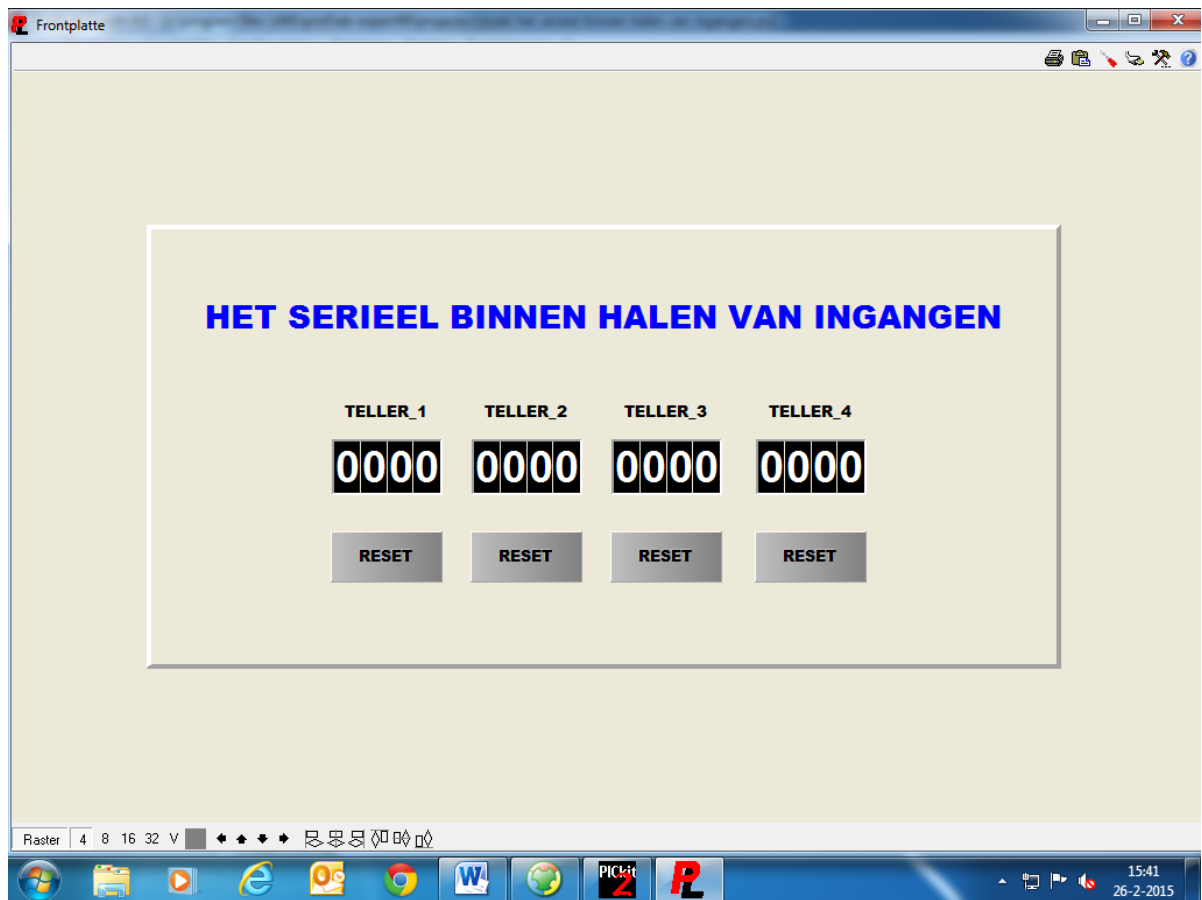 Frontplatte
HET SERIEEL BINNEN HALEN VAN INGANGEN
TELLER_1 TELLER_2 TELLER_3 TELLER_4
0000 0000 0000 0000
RESET RESET RESET RESET
Raster 4 8 16 32 V
PICkit 2
15:41
26-2-2015